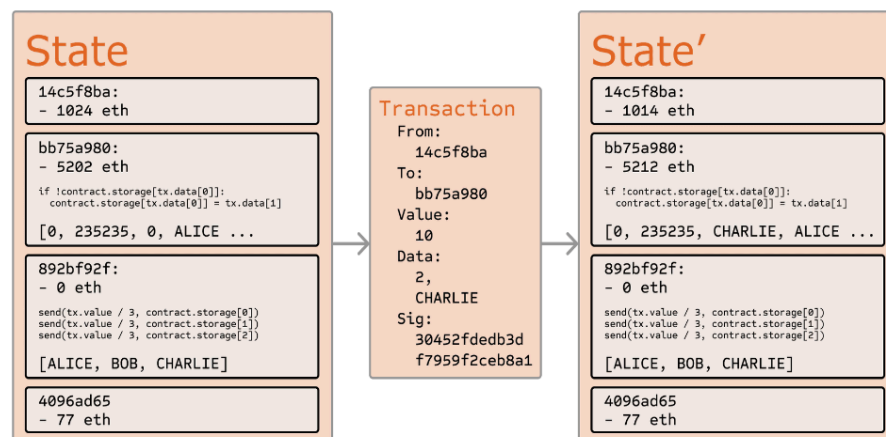 State
14c5f8ba:
- 1024 eth
bb75a980:
- 5202 eth
if !contract.storage[tx.data[0]]:
contract.storage[tx.data[0]] = tx.data[1]
[0, 235235, 0, ALICE ...
892bf92f:
- 0 eth
send(tx.value / 3, contract.storage[0])
send(tx.value / 3, contract.storage[1])
send(tx.value / 3, contract.storage[2])
[ALICE, BOB, CHARLIE]
4096ad65
- 77 eth
Transaction
From:
14c5f8ba
To:
bb75a980
Value:
10
Data:
2,
CHARLIE
Sig:
30452fdedb3d
f7959f2ceb8a1
State’
14c5f8ba:
- 1014 eth
bb75a980:
- 5212 eth
if !contract.storage[tx.data[0]]:
contract.storage[tx.data[0]] = tx.data[1]
[0, 235235, CHARLIE, ALICE ...
892bf92f:
- 0 eth
send(tx.value / 3, contract.storage[0])
send(tx.value / 3, contract.storage[1])
send(tx.value / 3, contract.storage[2])
[ALICE, BOB, CHARLIE]
4096ad65
- 77 eth